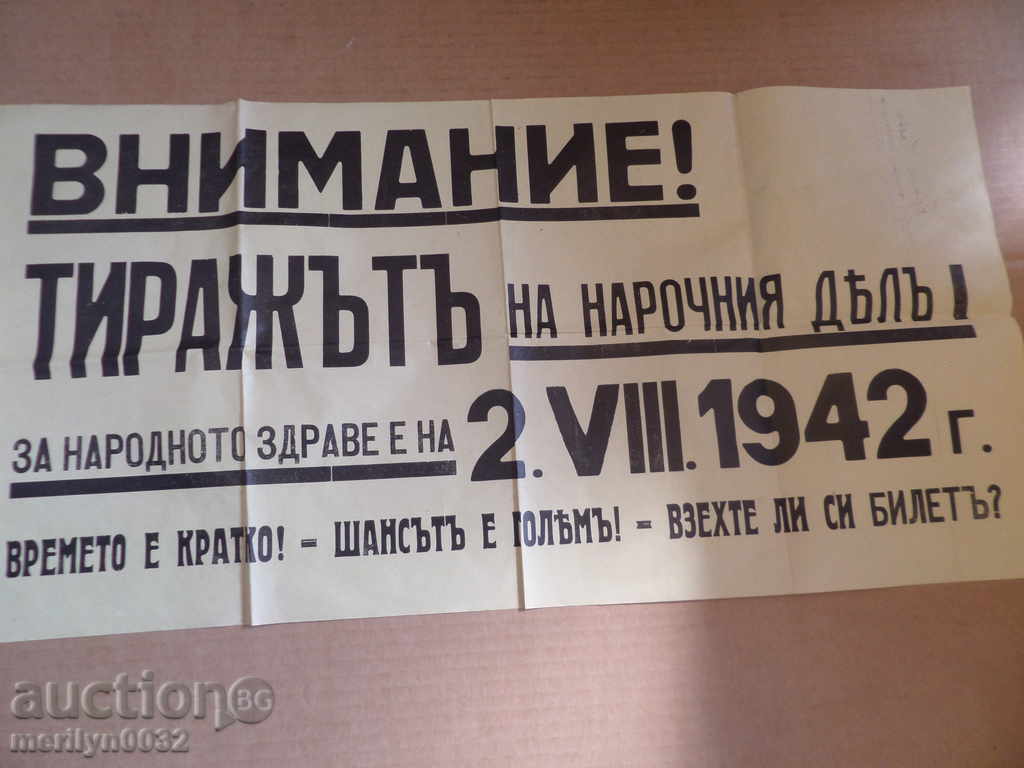 ВНИМАНИЕ!
ТИРАЖЪТЪ НА НАРОЧНИЯ ДѢЛЪ I
ЗА НАРОДНОТО ЗДРАВЕ Е НА 2. VIII. 1942 г.
ВРЕМЕТО Е КРАТКО! – ШАНСЪТЪ Е ГОЛѢМЪ! – ВЗЕХТЕ ЛИ СИ БИЛЕТЪ?
auction BG
merilyn0032